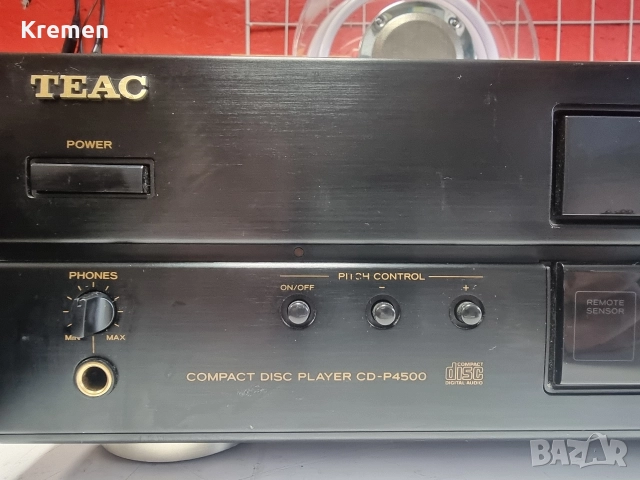 Kremen
TEAC
POWER
PHONES
MIN MAX
PITCH CONTROL
ON/OFF - +
REMOTE
SENSOR
COMPACT DISC PLAYER CD-P4500
COMPACT
disc
DIGITAL AUDIO
BAZAR